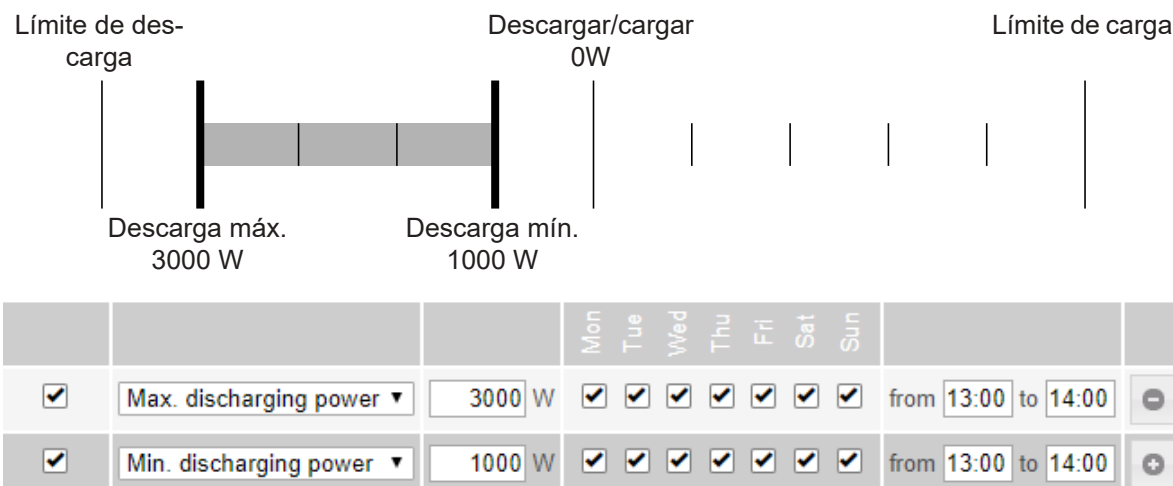 Límite de des-
carga
Descargar/cargar
0W
Límite de carga
Descarga máx.
3000 W
Descarga mín.
1000 W
Mon Tue Wed Thu Fri Sat Sun
Max. discharging power 3000 W from 13:00 to 14:00
Min. discharging power 1000 W from 13:00 to 14:00